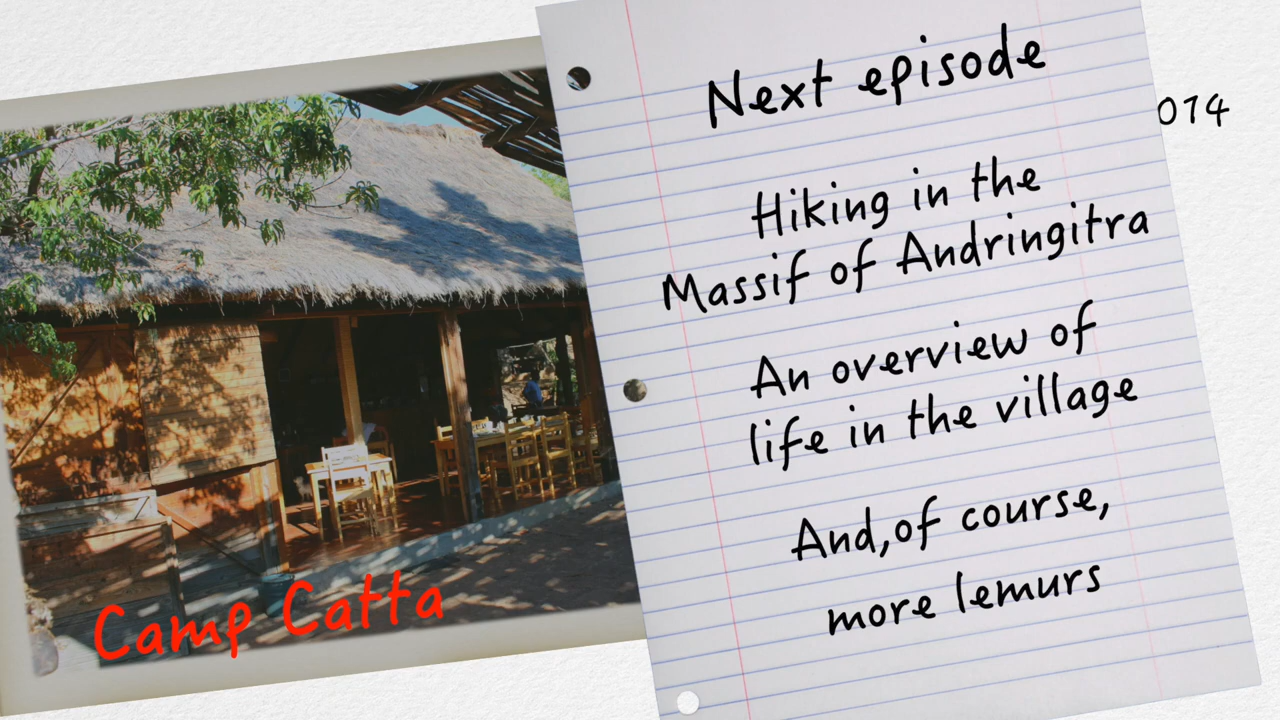 Next episode
014
Hiking in the
Massif of Andringitra
An overview of
life in the village
And,of course,
more lemurs
Camp Catta